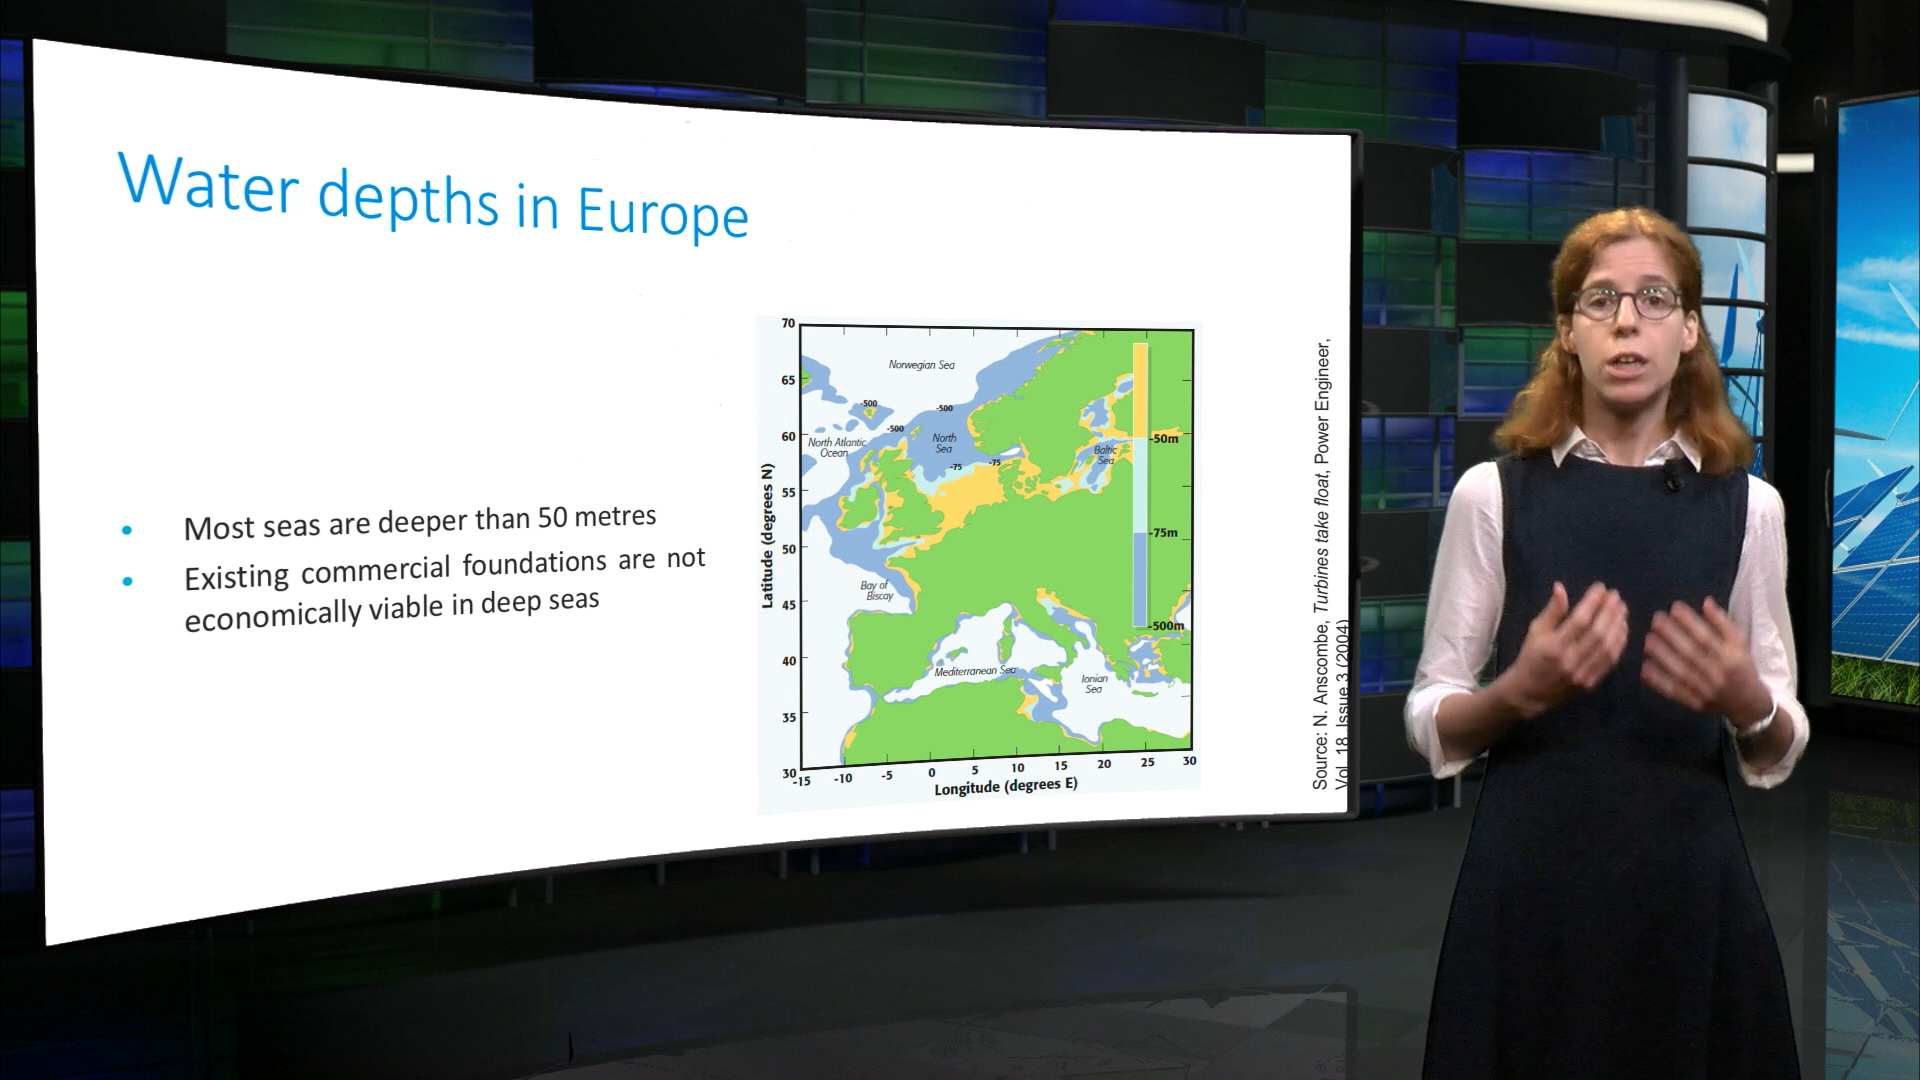 Water depths in Europe
• Most seas are deeper than 50 metres
• Existing commercial foundations are not
economically viable in deep seas
70
65
60
55
50
45
40
35
30
Latitude (degrees N)
-15
-10
-5
0
5
10
15
20
25
30
Longitude (degrees E)
Norwegian Sea
-500
-500
-500
North Atlantic
Ocean
North
Sea
-75
-75
Baltic
Sea
Bay of
Biscay
Mediterranean Sea
Ionian
Sea
-50m
-75m
-500m
Source: N. Anscombe, Turbines take float, Power Engineer,
Vol. 18, Issue 3 (2004)